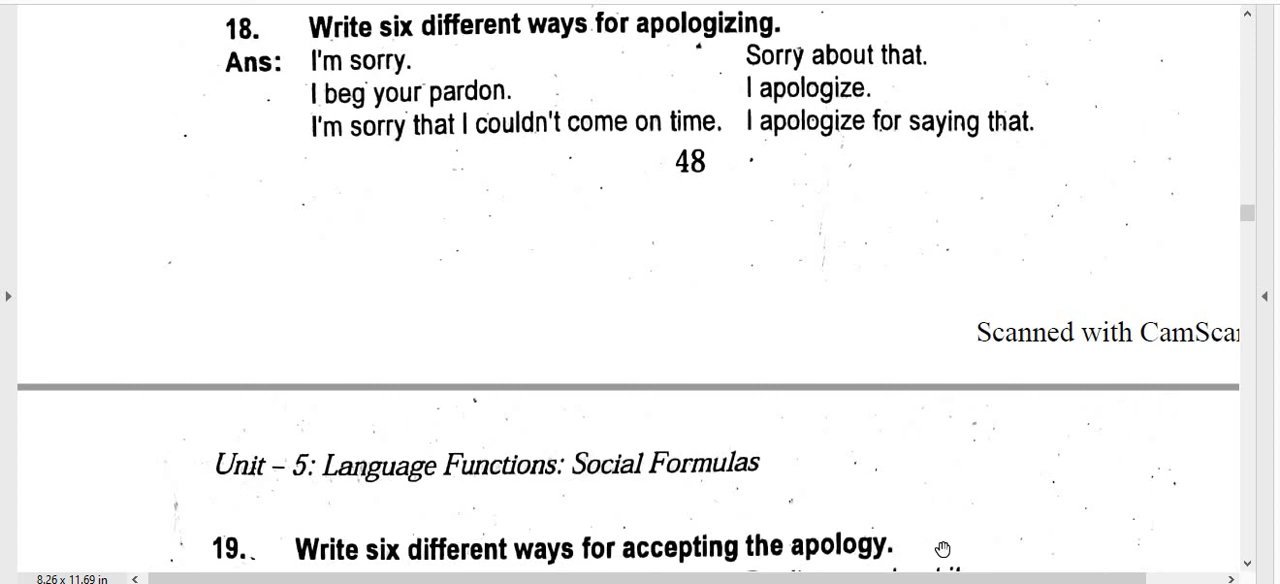 18. Write six different ways for apologizing.
Ans: I'm sorry. Sorry about that.
I beg your pardon. I apologize.
I'm sorry that I couldn't come on time. I apologize for saying that.
48
Scanned with CamScan
Unit – 5: Language Functions: Social Formulas
19. Write six different ways for accepting the apology.
8.26 x 11.69 in